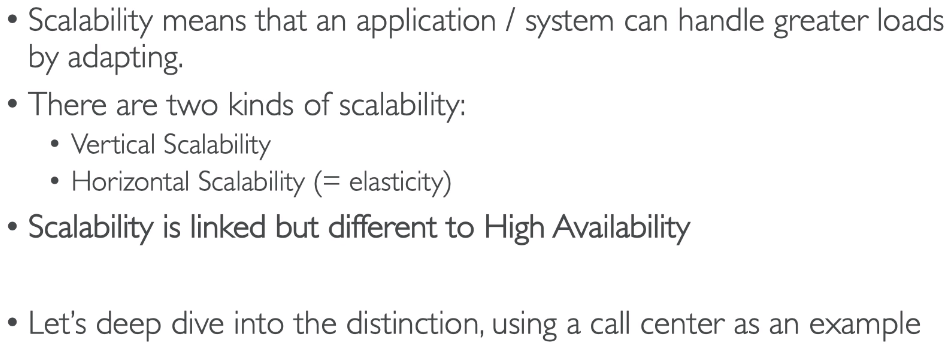 • Scalability means that an application / system can handle greater loads
by adapting.
• There are two kinds of scalability:
• Vertical Scalability
• Horizontal Scalability (= elasticity)
• Scalability is linked but different to High Availability
• Let's deep dive into the distinction, using a call center as an example